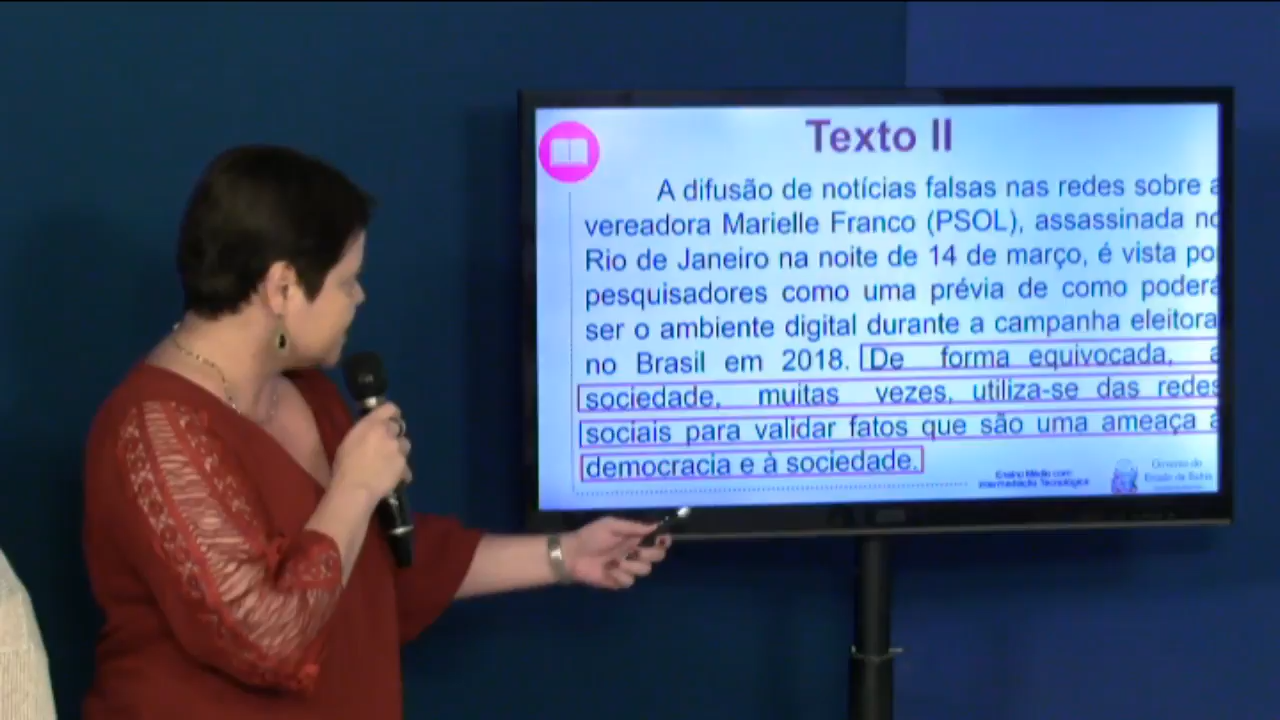 Texto II
A difusão de notícias falsas nas redes sobre a
vereadora Marielle Franco (PSOL), assassinada no
Rio de Janeiro na noite de 14 de março, é vista po
pesquisadores como uma prévia de como poderá
ser o ambiente digital durante a campanha eleitora
no Brasil em 2018. De forma equivocada, a
sociedade, muitas vezes, utiliza-se das redes
sociais para validar fatos que são uma ameaça à
democracia e à sociedade.
Ensino Médio com
Intermediação Tecnológica
Governo do
Estado da Bahia